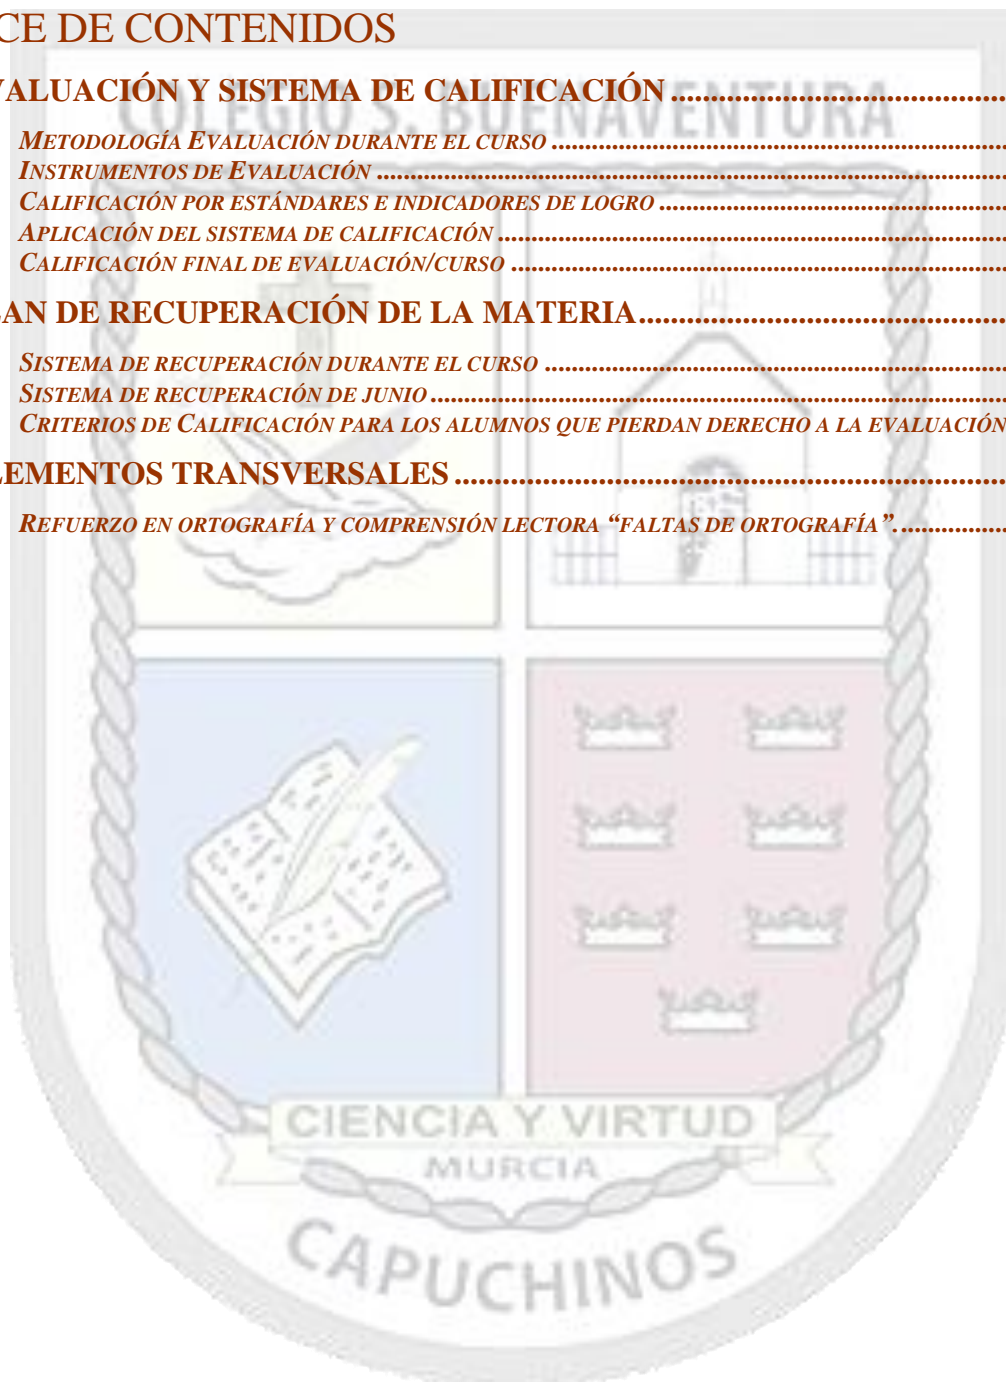 CE DE CONTENIDOS
VALUACIÓN Y SISTEMA DE CALIFICACIÓN
COLEGIO S. BUENAVENTURA
METODOLOGÍA EVALUACIÓN DURANTE EL CURSO
INSTRUMENTOS DE EVALUACIÓN
CALIFICACIÓN POR ESTÁNDARES E INDICADORES DE LOGRO
APLICACIÓN DEL SISTEMA DE CALIFICACIÓN
CALIFICACIÓN FINAL DE EVALUACIÓN/CURSO
AN DE RECUPERACIÓN DE LA MATERIA
SISTEMA DE RECUPERACIÓN DURANTE EL CURSO
SISTEMA DE RECUPERACIÓN DE JUNIO
CRITERIOS DE CALIFICACIÓN PARA LOS ALUMNOS QUE PIERDAN DERECHO A LA EVALUACIÓN
LEMENTOS TRANSVERSALES
REFUERZO EN ORTOGRAFÍA Y COMPRENSIÓN LECTORA “FALTAS DE ORTOGRAFÍA”.
CIENCIA Y VIRTUD
MURCIA
CAPUCHINOS